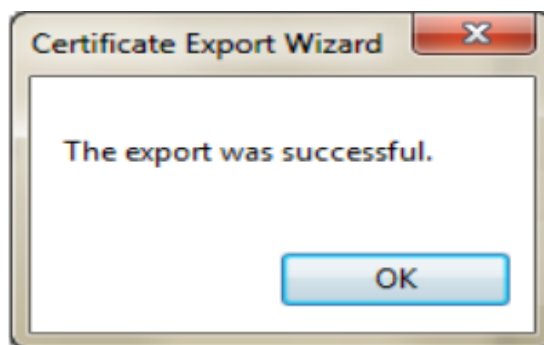 Certificate Export Wizard
The export was successful.
OK